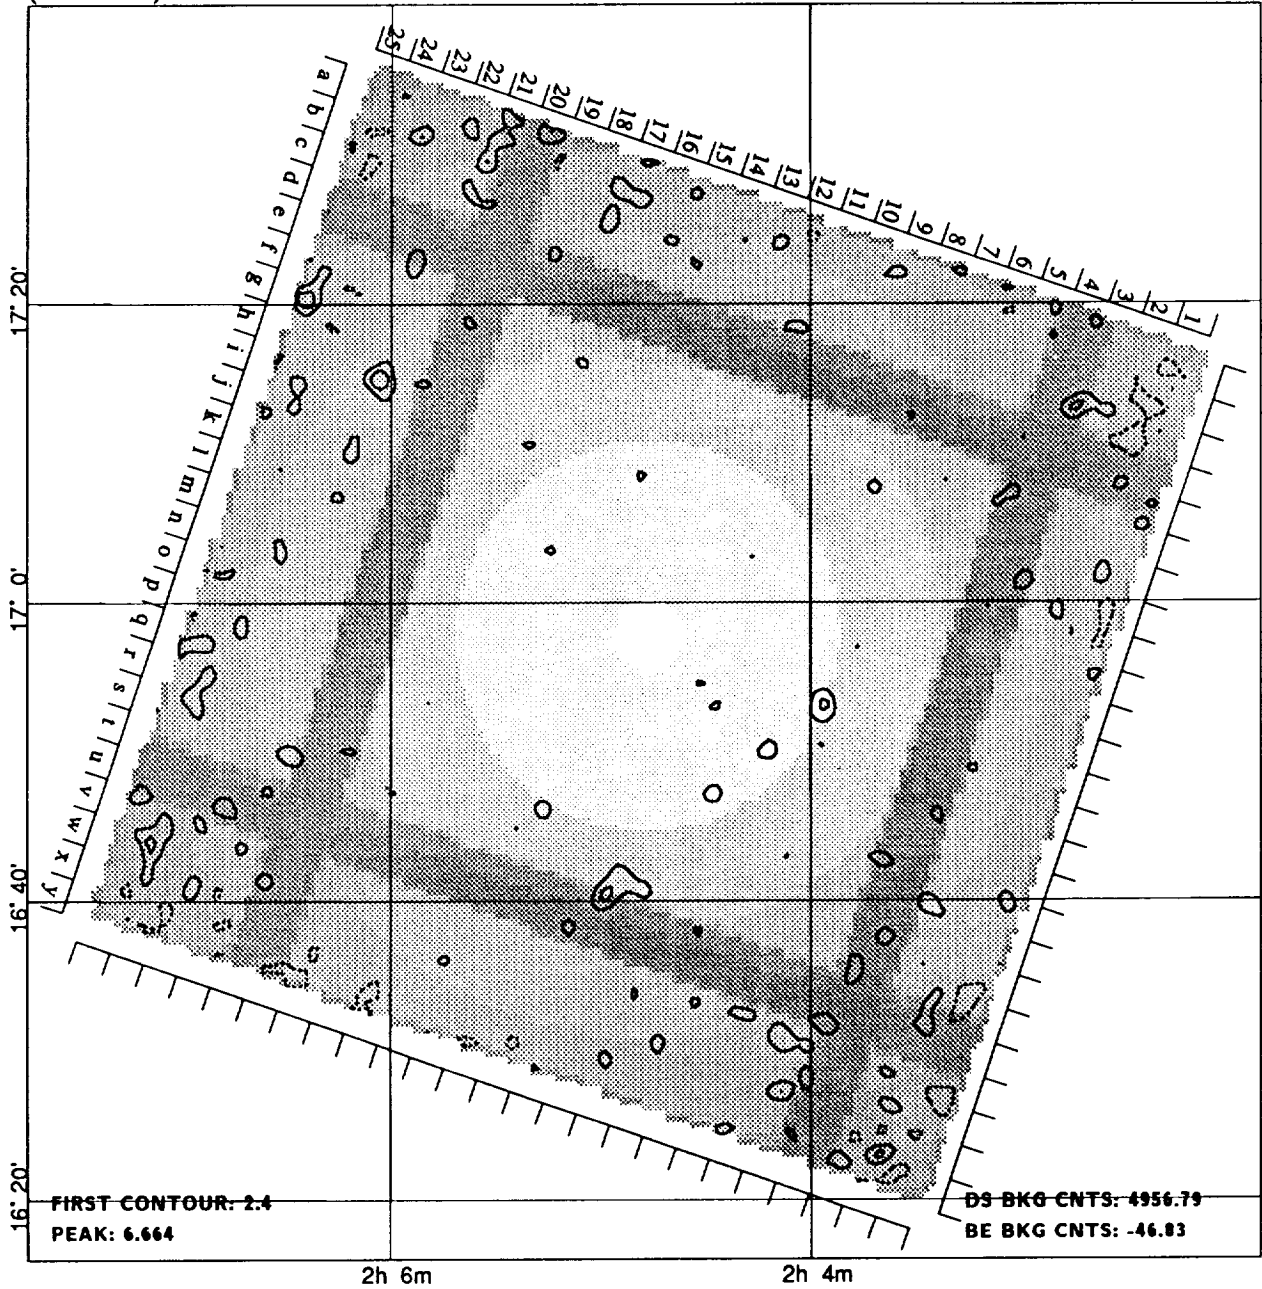 25 24 23 22 21 20 19 18 17 16 15 14 13 12 11 10 9 8 7 6 5 4 3 2 1
a b c d e f g h i j k l m n o p q r s t u v w x y
17° 20'
17° 0'
16° 40'
16° 20'
FIRST CONTOUR: 2.4
PEAK: 6.664
DS BKG CNTS: 4956.79
BE BKG CNTS: -46.83
2h 6m
2h 4m